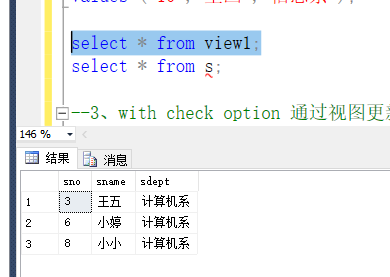 select * from view1;
select * from s;
--3、with check option 通过视图更
146 %
结果 消息
sno sname sdept
1 3 王五 计算机系
2 6 小婷 计算机系
3 8 小小 计算机系